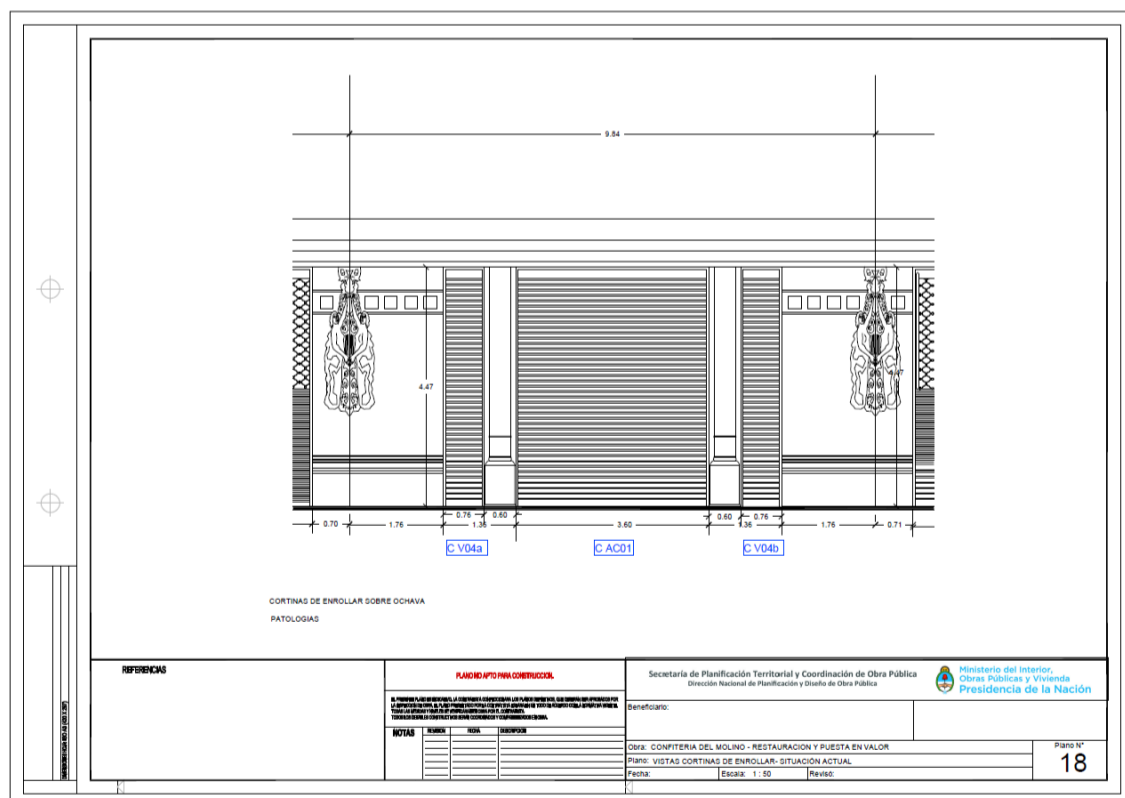 9.84
4.47
4.47
0.76
0.60
0.60
0.76
0.70
1.76
1.36
3.60
1.36
1.76
0.71
C V04a
C AC01
C V04b
CORTINAS DE ENROLLAR SOBRE OCHAVA
PATOLOGIAS
REFERENCIAS
PLANO NO APTO PARA CONSTRUCCION.
NOTAS
REVISION
FECHA
DESCRIPCION
Secretaría de Planificación Territorial y Coordinación de Obra Pública
Dirección Nacional de Planificación y Diseño de Obra Pública
Ministerio del Interior,
Obras Públicas y Vivienda
Presidencia de la Nación
Beneficiario:
Obra: CONFITERIA DEL MOLINO - RESTAURACION Y PUESTA EN VALOR
Plano: VISTAS CORTINAS DE ENROLLAR- SITUACIÓN ACTUAL
Fecha:
Escala: 1 : 50
Revisó:
Plano N°
18